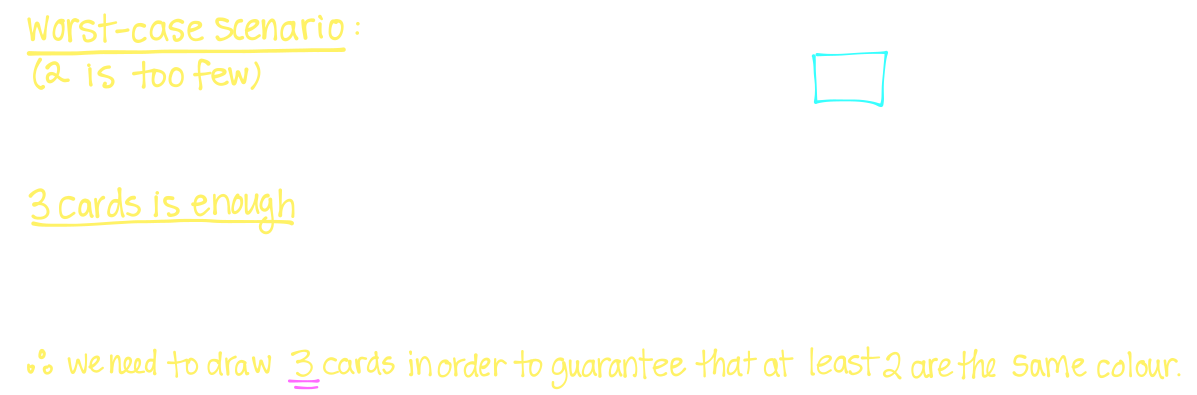 Worst-case scenario:
(2 is too few)
3 cards is enough
∴ we need to draw 3 cards in order to guarantee that at least 2 are the same colour.